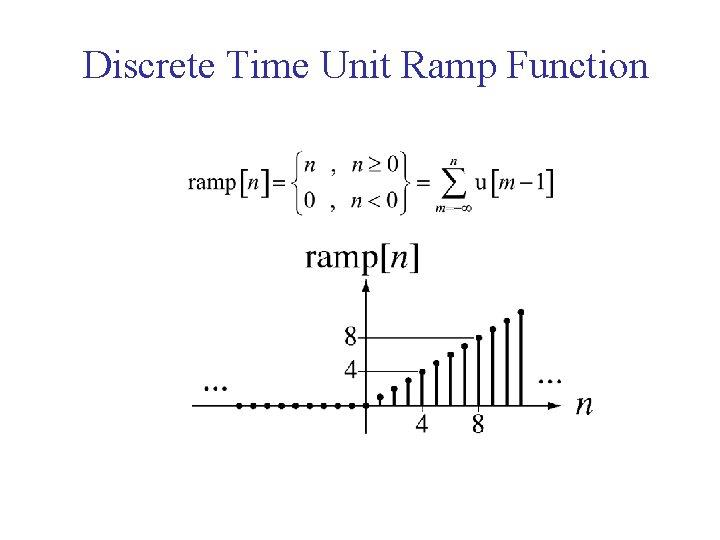 Discrete Time Unit Ramp Function
ramp[n]={n , n ≥ 0
0 , n < 0}= ∑ₘ₌₋∞ⁿ u[m−1]
ramp[n]
8
4
...
...
n
4
8